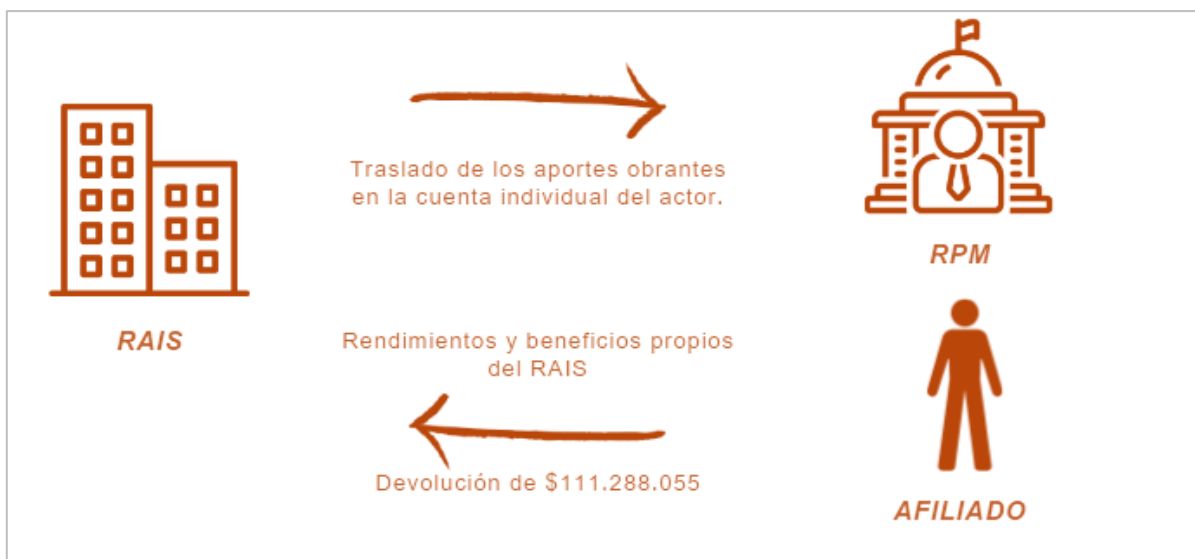 Traslado de los aportes obrantes
en la cuenta individual del actor.
RPM
RAIS
Rendimientos y beneficios propios
del RAIS
Devolución de $111.288.055
AFILIADO